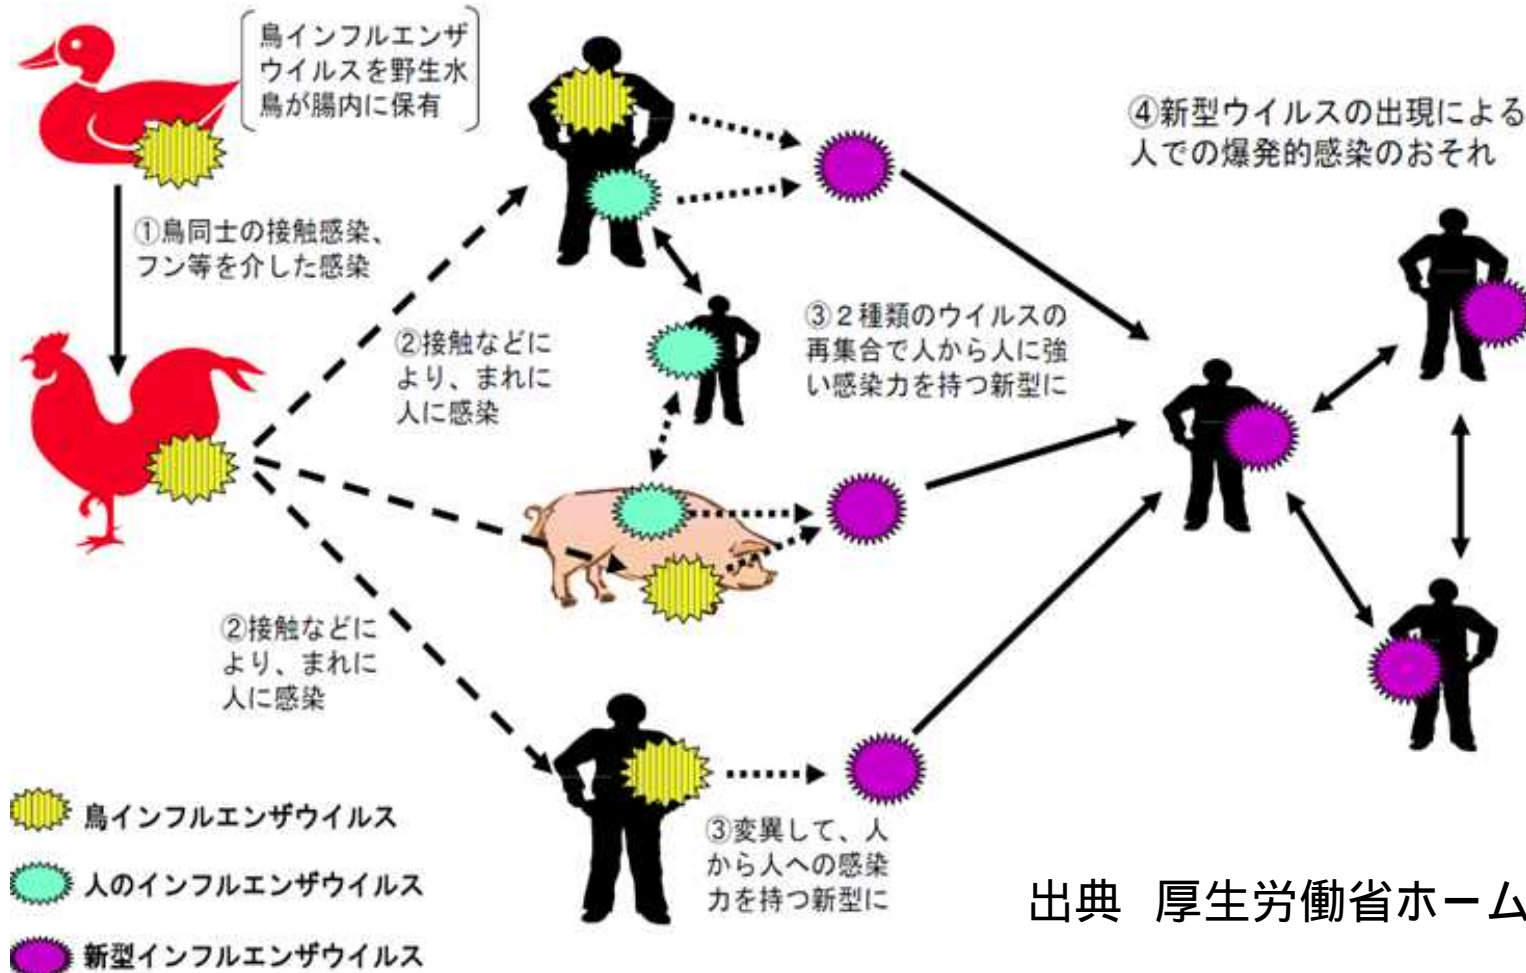 鳥インフルエンザ
ウイルスを野生水
鳥が腸内に保有
①鳥同士の接触感染、
フン等を介した感染
②接触などに
より、まれに
人に感染
③２種類のウイルスの
再集合で人から人に強
い感染力を持つ新型に
④新型ウイルスの出現による
人での爆発的感染のおそれ
②接触などに
より、まれに
人に感染
③変異して、人
から人への感染
力を持つ新型に
鳥インフルエンザウイルス
人のインフルエンザウイルス
新型インフルエンザウイルス
出典 厚生労働省ホーム